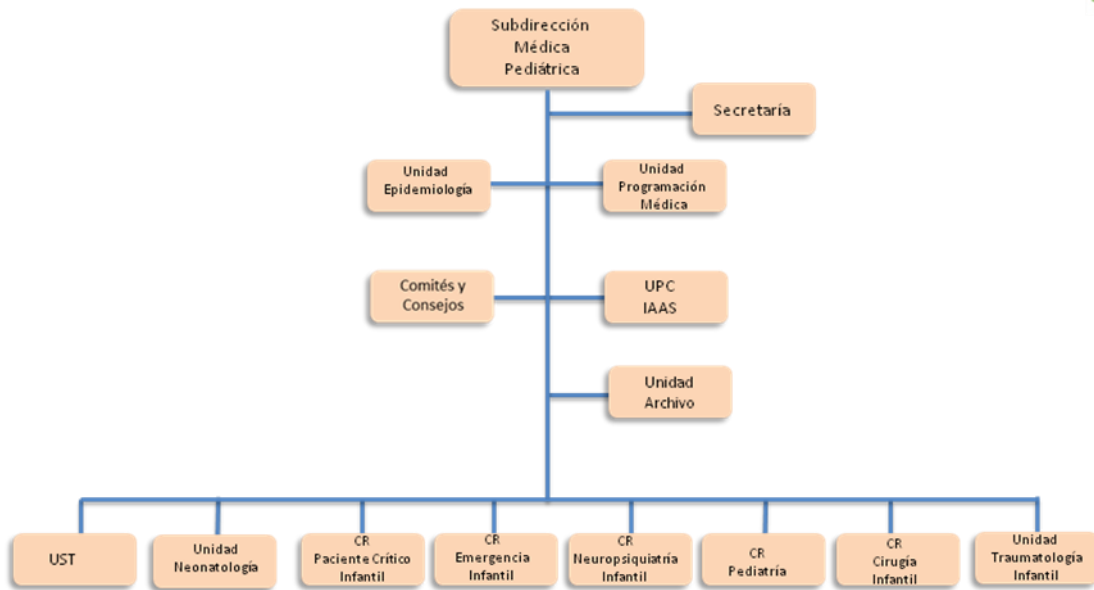 Subdirección
Médica
Pediátrica
Secretaría
Unidad
Epidemiología
Unidad
Programación
Médica
Comités y
Consejos
UPC
IAAS
Unidad
Archivo
UST
Unidad
Neonatología
CR
Paciente Crítico
Infantil
CR
Emergencia
Infantil
CR
Neuropsiquiatría
Infantil
CR
Pediatría
CR
Cirugía
Infantil
Unidad
Traumatología
Infantil